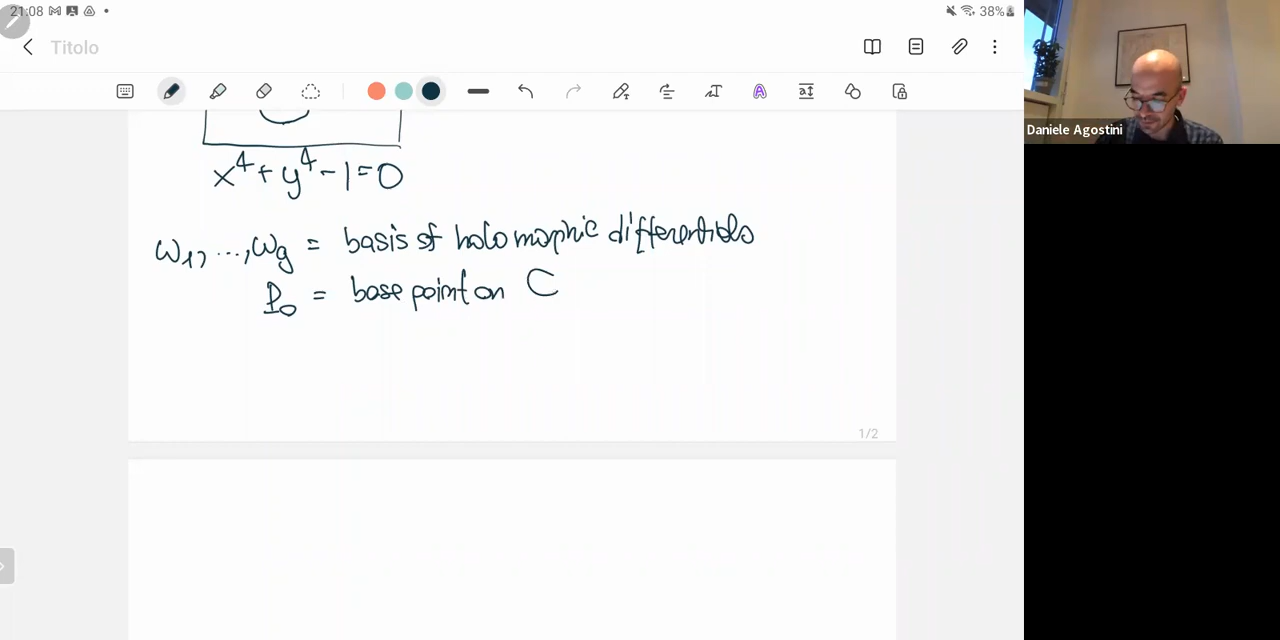 21:08 38%
Titolo
Daniele Agostini
x⁴ + y⁴ - 1 = 0
ω₁, ..., ωg = basis of holomorphic differentials
P₀ = base point on C
1/2